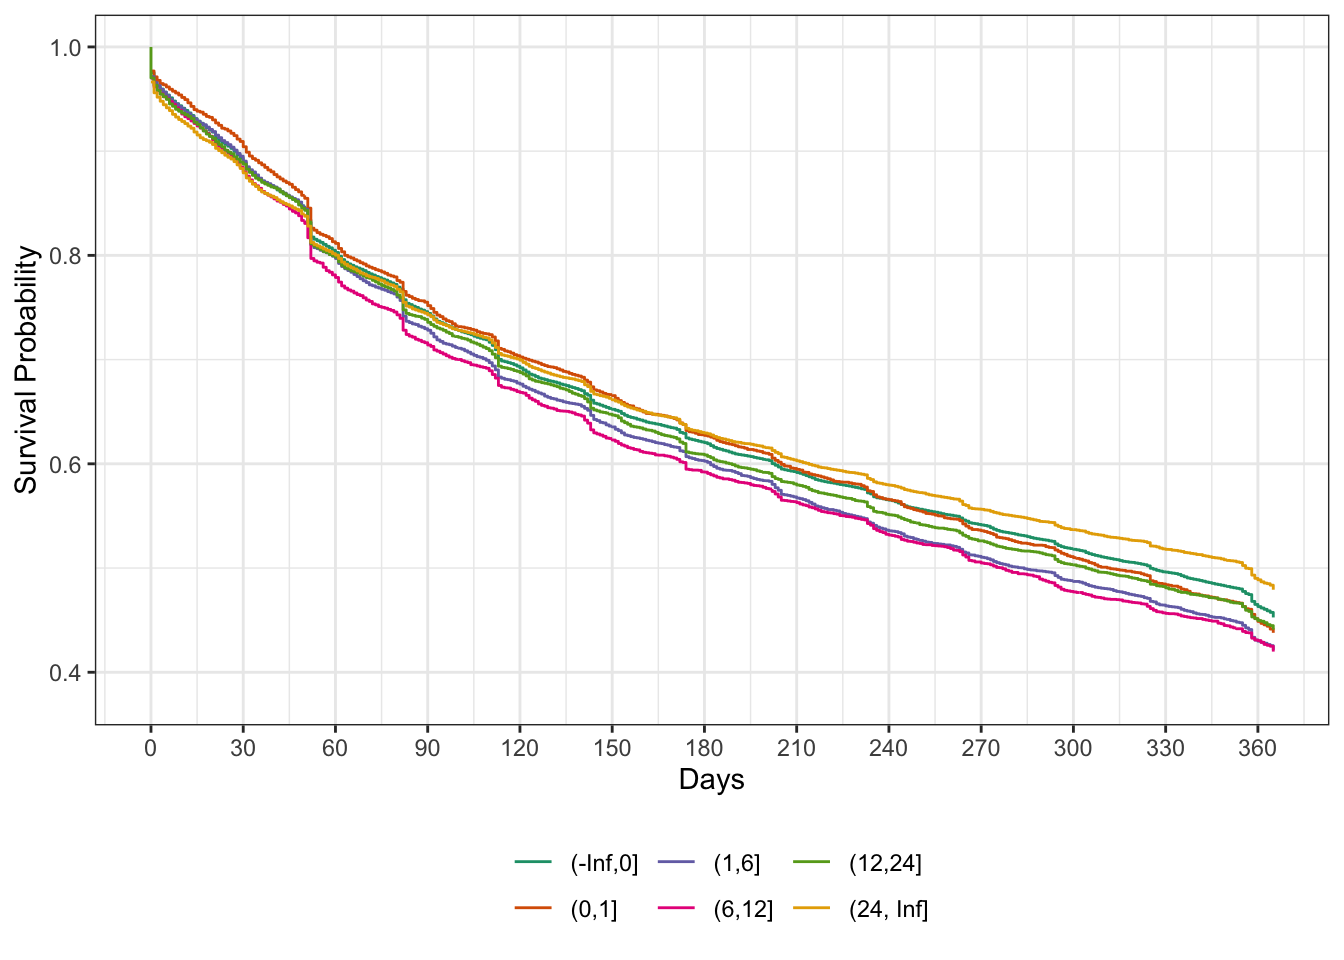 1.0
0.8
0.6
0.4
Survival Probability
0 30 60 90 120 150 180 210 240 270 300 330 360
Days
(-Inf,0] (1,6] (12,24]
(0,1] (6,12] (24, Inf]